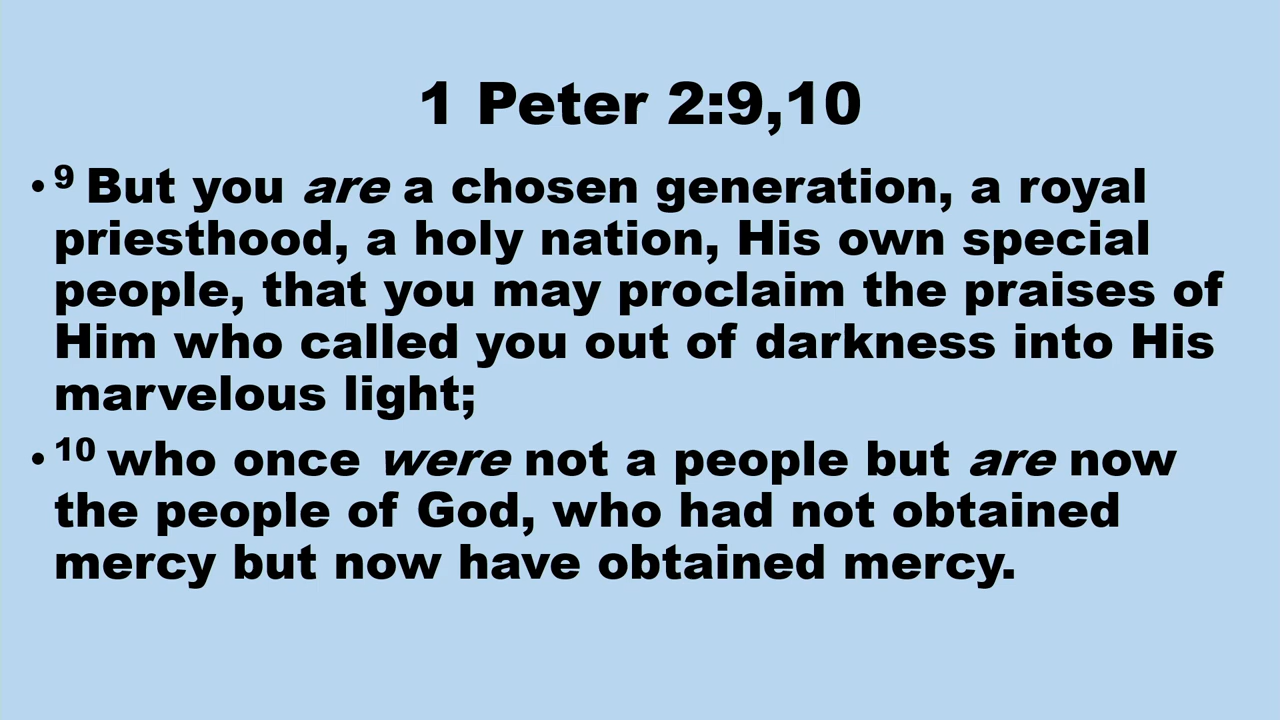 1 Peter 2:9,10
• 9 But you are a chosen generation, a royal
priesthood, a holy nation, His own special
people, that you may proclaim the praises of
Him who called you out of darkness into His
marvelous light;
• 10 who once were not a people but are now
the people of God, who had not obtained
mercy but now have obtained mercy.